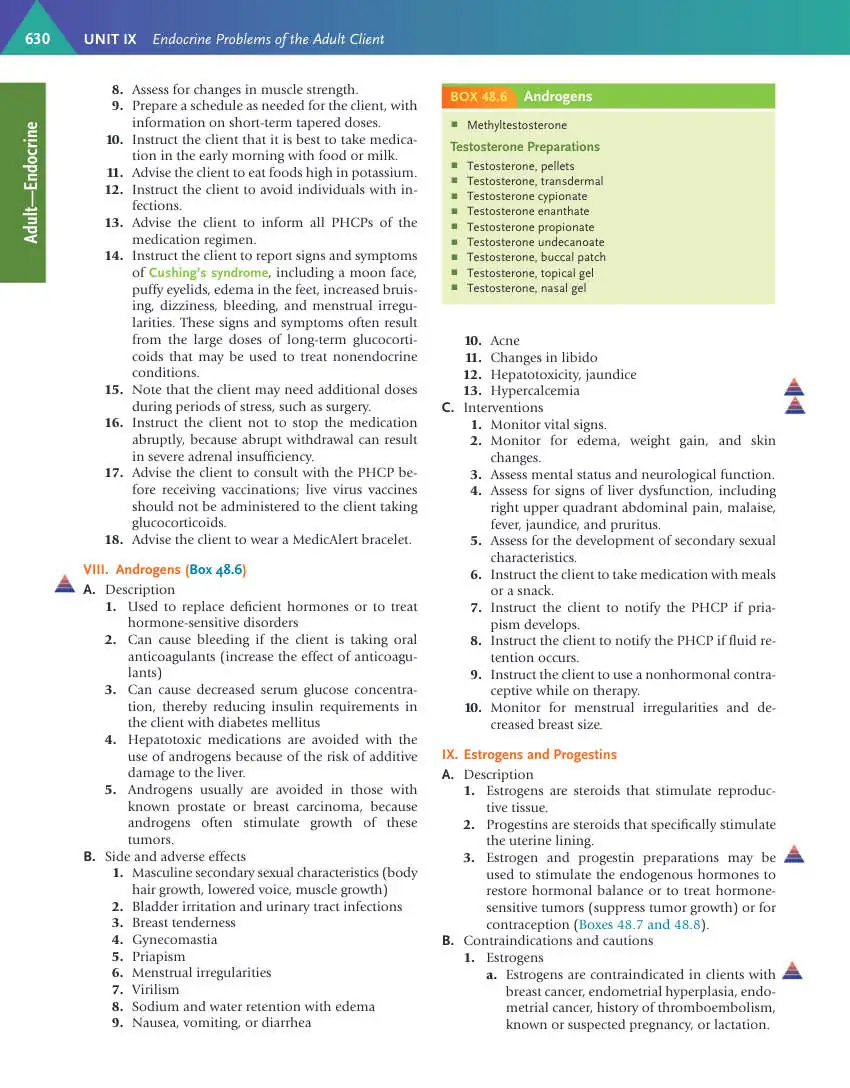 630
UNIT IX Endocrine Problems of the Adult Client
Adult—Endocrine
8. Assess for changes in muscle strength.
9. Prepare a schedule as needed for the client, with
information on short-term tapered doses.
10. Instruct the client that it is best to take medica-
tion in the early morning with food or milk.
11. Advise the client to eat foods high in potassium.
12. Instruct the client to avoid individuals with in-
fections.
13. Advise the client to inform all PHCPs of the
medication regimen.
14. Instruct the client to report signs and symptoms
of Cushing's syndrome, including a moon face,
puffy eyelids, edema in the feet, increased bruis-
ing, dizziness, bleeding, and menstrual irregu-
larities. These signs and symptoms often result
from the large doses of long-term glucocorti-
coids that may be used to treat nonendocrine
conditions.
15. Note that the client may need additional doses
during periods of stress, such as surgery.
16. Instruct the client not to stop the medication
abruptly, because abrupt withdrawal can result
in severe adrenal insufficiency.
17. Advise the client to consult with the PHCP be-
fore receiving vaccinations; live virus vaccines
should not be administered to the client taking
glucocorticoids.
18. Advise the client to wear a MedicAlert bracelet.
VIII. Androgens (Box 48.6)
A. Description
1. Used to replace deficient hormones or to treat
hormone-sensitive disorders
2. Can cause bleeding if the client is taking oral
anticoagulants (increase the effect of anticoagu-
lants)
3. Can cause decreased serum glucose concentra-
tion, thereby reducing insulin requirements in
the client with diabetes mellitus
4. Hepatotoxic medications are avoided with the
use of androgens because of the risk of additive
damage to the liver.
5. Androgens usually are avoided in those with
known prostate or breast carcinoma, because
androgens often stimulate growth of these
tumors.
B. Side and adverse effects
1. Masculine secondary sexual characteristics (body
hair growth, lowered voice, muscle growth)
2. Bladder irritation and urinary tract infections
3. Breast tenderness
4. Gynecomastia
5. Priapism
6. Menstrual irregularities
7. Virilism
8. Sodium and water retention with edema
9. Nausea, vomiting, or diarrhea
BOX 48.6 Androgens
■ Methyltestosterone
Testosterone Preparations
■ Testosterone, pellets
■ Testosterone, transdermal
■ Testosterone cypionate
■ Testosterone enanthate
■ Testosterone propionate
■ Testosterone undecanoate
■ Testosterone, buccal patch
■ Testosterone, topical gel
■ Testosterone, nasal gel
10. Acne
11. Changes in libido
12. Hepatotoxicity, jaundice
13. Hypercalcemia
C. Interventions
1. Monitor vital signs.
2. Monitor for edema, weight gain, and skin
changes.
3. Assess mental status and neurological function.
4. Assess for signs of liver dysfunction, including
right upper quadrant abdominal pain, malaise,
fever, jaundice, and pruritus.
5. Assess for the development of secondary sexual
characteristics.
6. Instruct the client to take medication with meals
or a snack.
7. Instruct the client to notify the PHCP if pria-
pism develops.
8. Instruct the client to notify the PHCP if fluid re-
tention occurs.
9. Instruct the client to use a nonhormonal contra-
ceptive while on therapy.
10. Monitor for menstrual irregularities and de-
creased breast size.
IX. Estrogens and Progestins
A. Description
1. Estrogens are steroids that stimulate reproduc-
tive tissue.
2. Progestins are steroids that specifically stimulate
the uterine lining.
3. Estrogen and progestin preparations may be
used to stimulate the endogenous hormones to
restore hormonal balance or to treat hormone-
sensitive tumors (suppress tumor growth) or for
contraception (Boxes 48.7 and 48.8).
B. Contraindications and cautions
1. Estrogens
a. Estrogens are contraindicated in clients with
breast cancer, endometrial hyperplasia, endo-
metrial cancer, history of thromboembolism,
known or suspected pregnancy, or lactation.